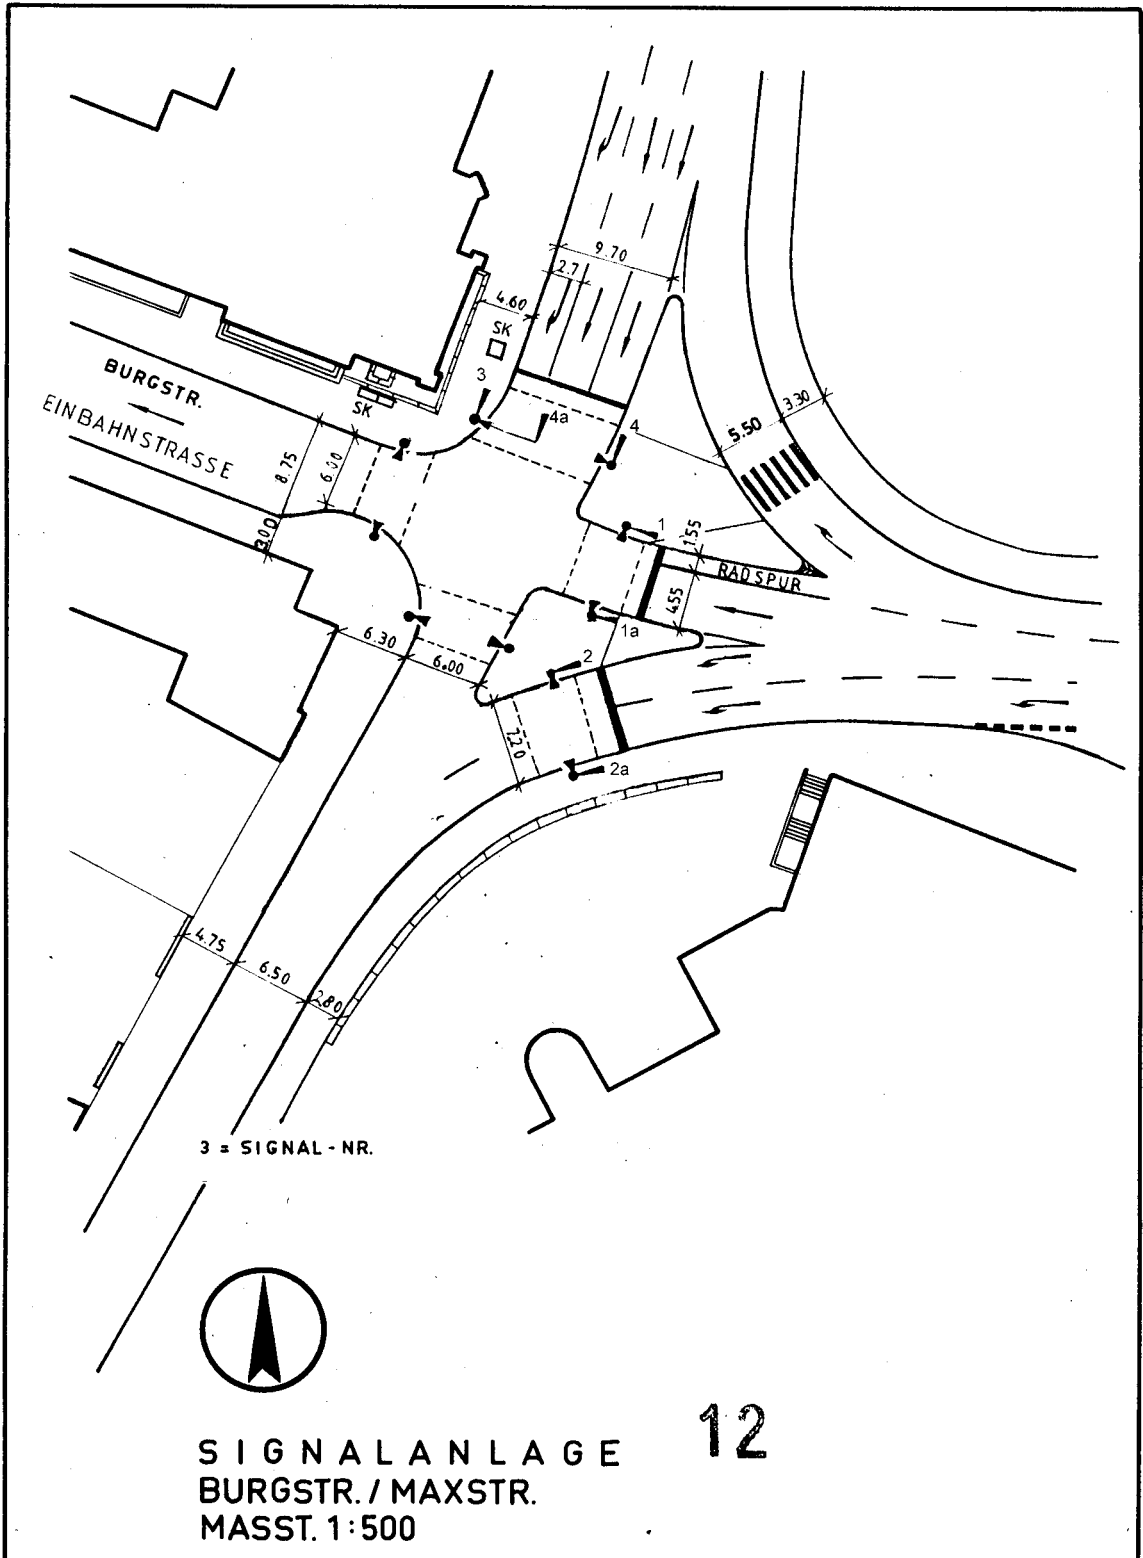 9.70
2.7
4.60
SK
3
4a
4
BURGSTR.
EINBAHNSTRASSE
SK
8.75
6.00
3.00
3.30
5.50
1
1.55
RADSPUR
4.55
1a
2
6.30
6.00
7.20
2a
4.75
6.50
2.80
3 = SIGNAL - NR.
12
SIGNALANLAGE
BURGSTR. / MAXSTR.
MASST. 1:500